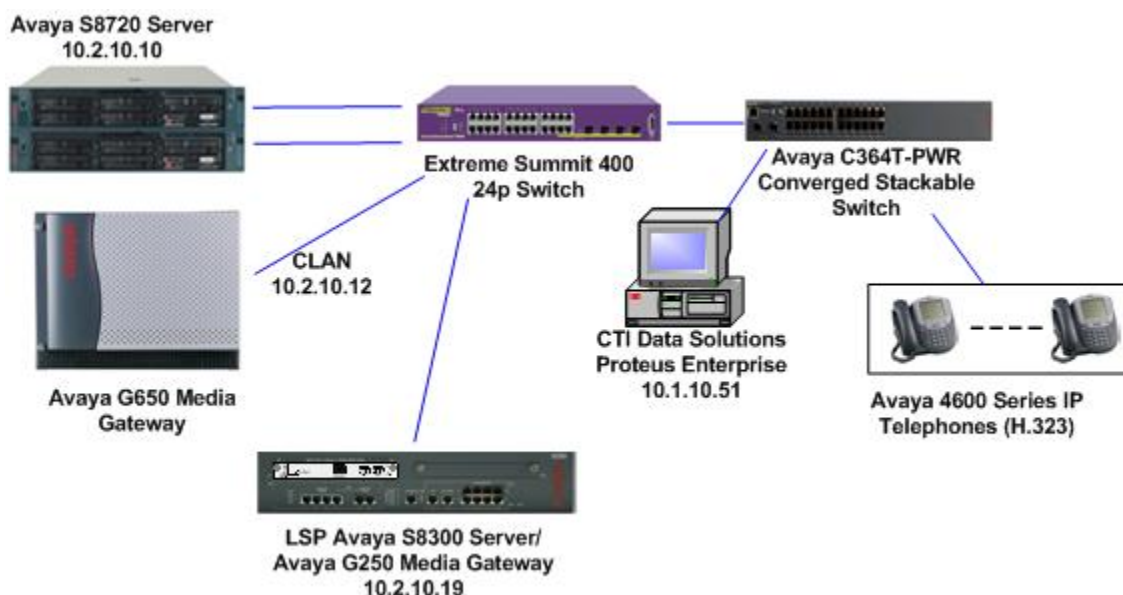 Avaya S8720 Server
10.2.10.10
Extreme Summit 400
24p Switch
Avaya C364T-PWR
Converged Stackable
Switch
CLAN
10.2.10.12
CTI Data Solutions
Proteus Enterprise
10.1.10.51
Avaya G650 Media
Gateway
Avaya 4600 Series IP
Telephones (H.323)
LSP Avaya S8300 Server/
Avaya G250 Media Gateway
10.2.10.19